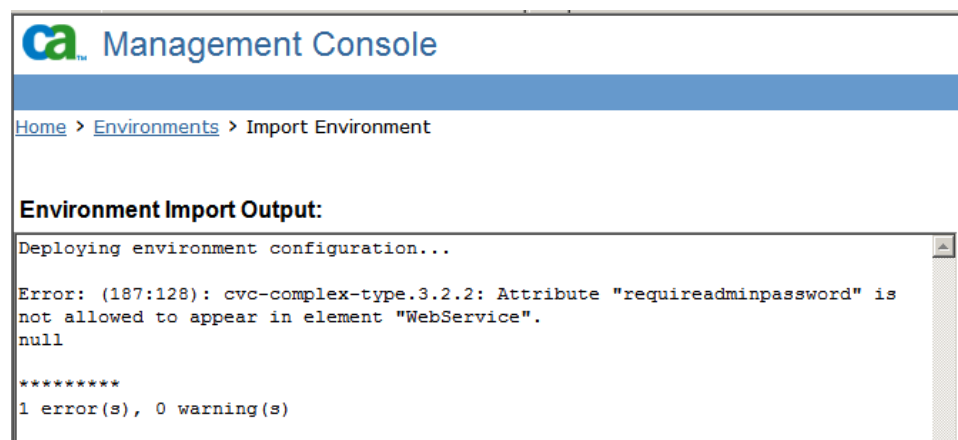 ca™ Management Console
Home > Environments > Import Environment
Environment Import Output:
Deploying environment configuration...
Error: (187:128): cvc-complex-type.3.2.2: Attribute "requireadminpassword" is
not allowed to appear in element "WebService".
null
*********
1 error(s), 0 warning(s)